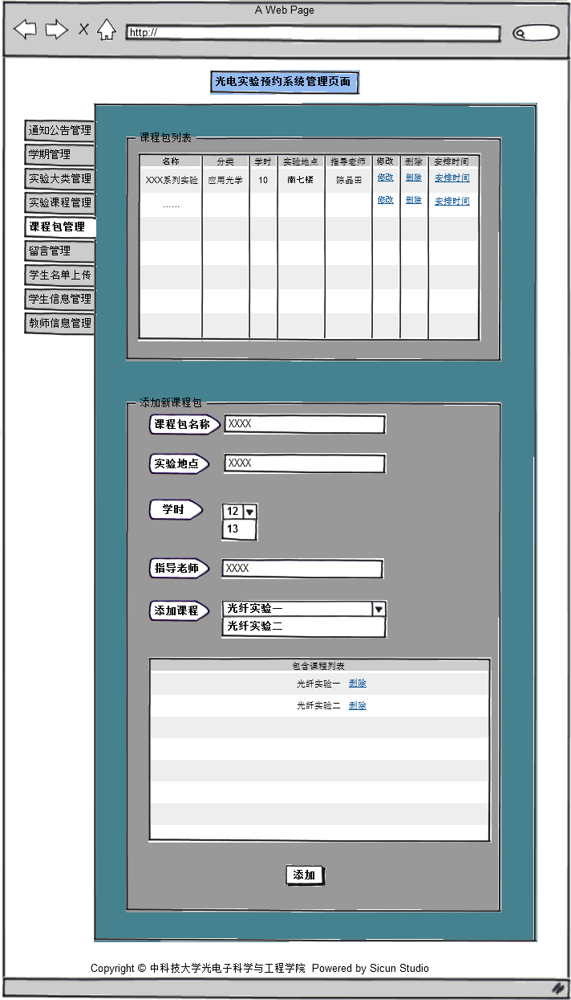 A Web Page
http://
光电实验预约系统管理页面
通知公告管理
学期管理
实验大类管理
实验课程管理
课程包管理
留言管理
学生名单上传
学生信息管理
教师信息管理
课程包列表
名称 分类 学时 实验地点 指导老师 修改 删除 安排时间
XXX系列实验 应用光学 10 南七楼 陈晶田 修改 删除 安排时间
…… 修改 删除 安排时间
添加新课程包
课程包名称 XXXX
实验地点 XXXX
学时 12
13
指导老师 XXXX
添加课程 光纤实验一
光纤实验二
包含课程列表
光纤实验一 删除
光纤实验二 删除
添加
Copyright © 中科技大学光电子科学与工程学院 Powered by Sicun Studio